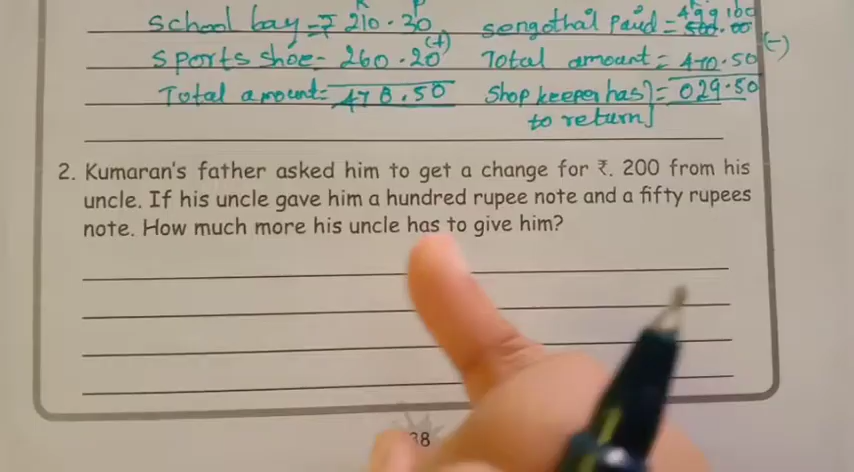 school bag = ₹ 210 . 30
sports shoe - 260 . 20 (+)
Total amount = 470 . 50
sengothai Paid = 500.00
Total amount = 470.50 (-)
Shopkeeper has] = 029.50
to return]
2. Kumaran's father asked him to get a change for ₹. 200 from his
uncle. If his uncle gave him a hundred rupee note and a fifty rupees
note. How much more his uncle has to give him?
38